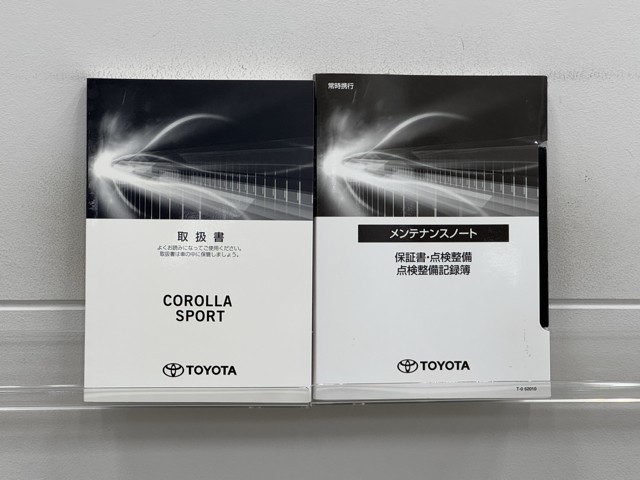 取扱書
よくお読みになってご使用ください。
取扱書は車の中に保管しましょう。
COROLLA
SPORT
TOYOTA
常時携行
メンテナンスノート
保証書・点検整備
点検整備記録簿
TOYOTA
T-0 52010